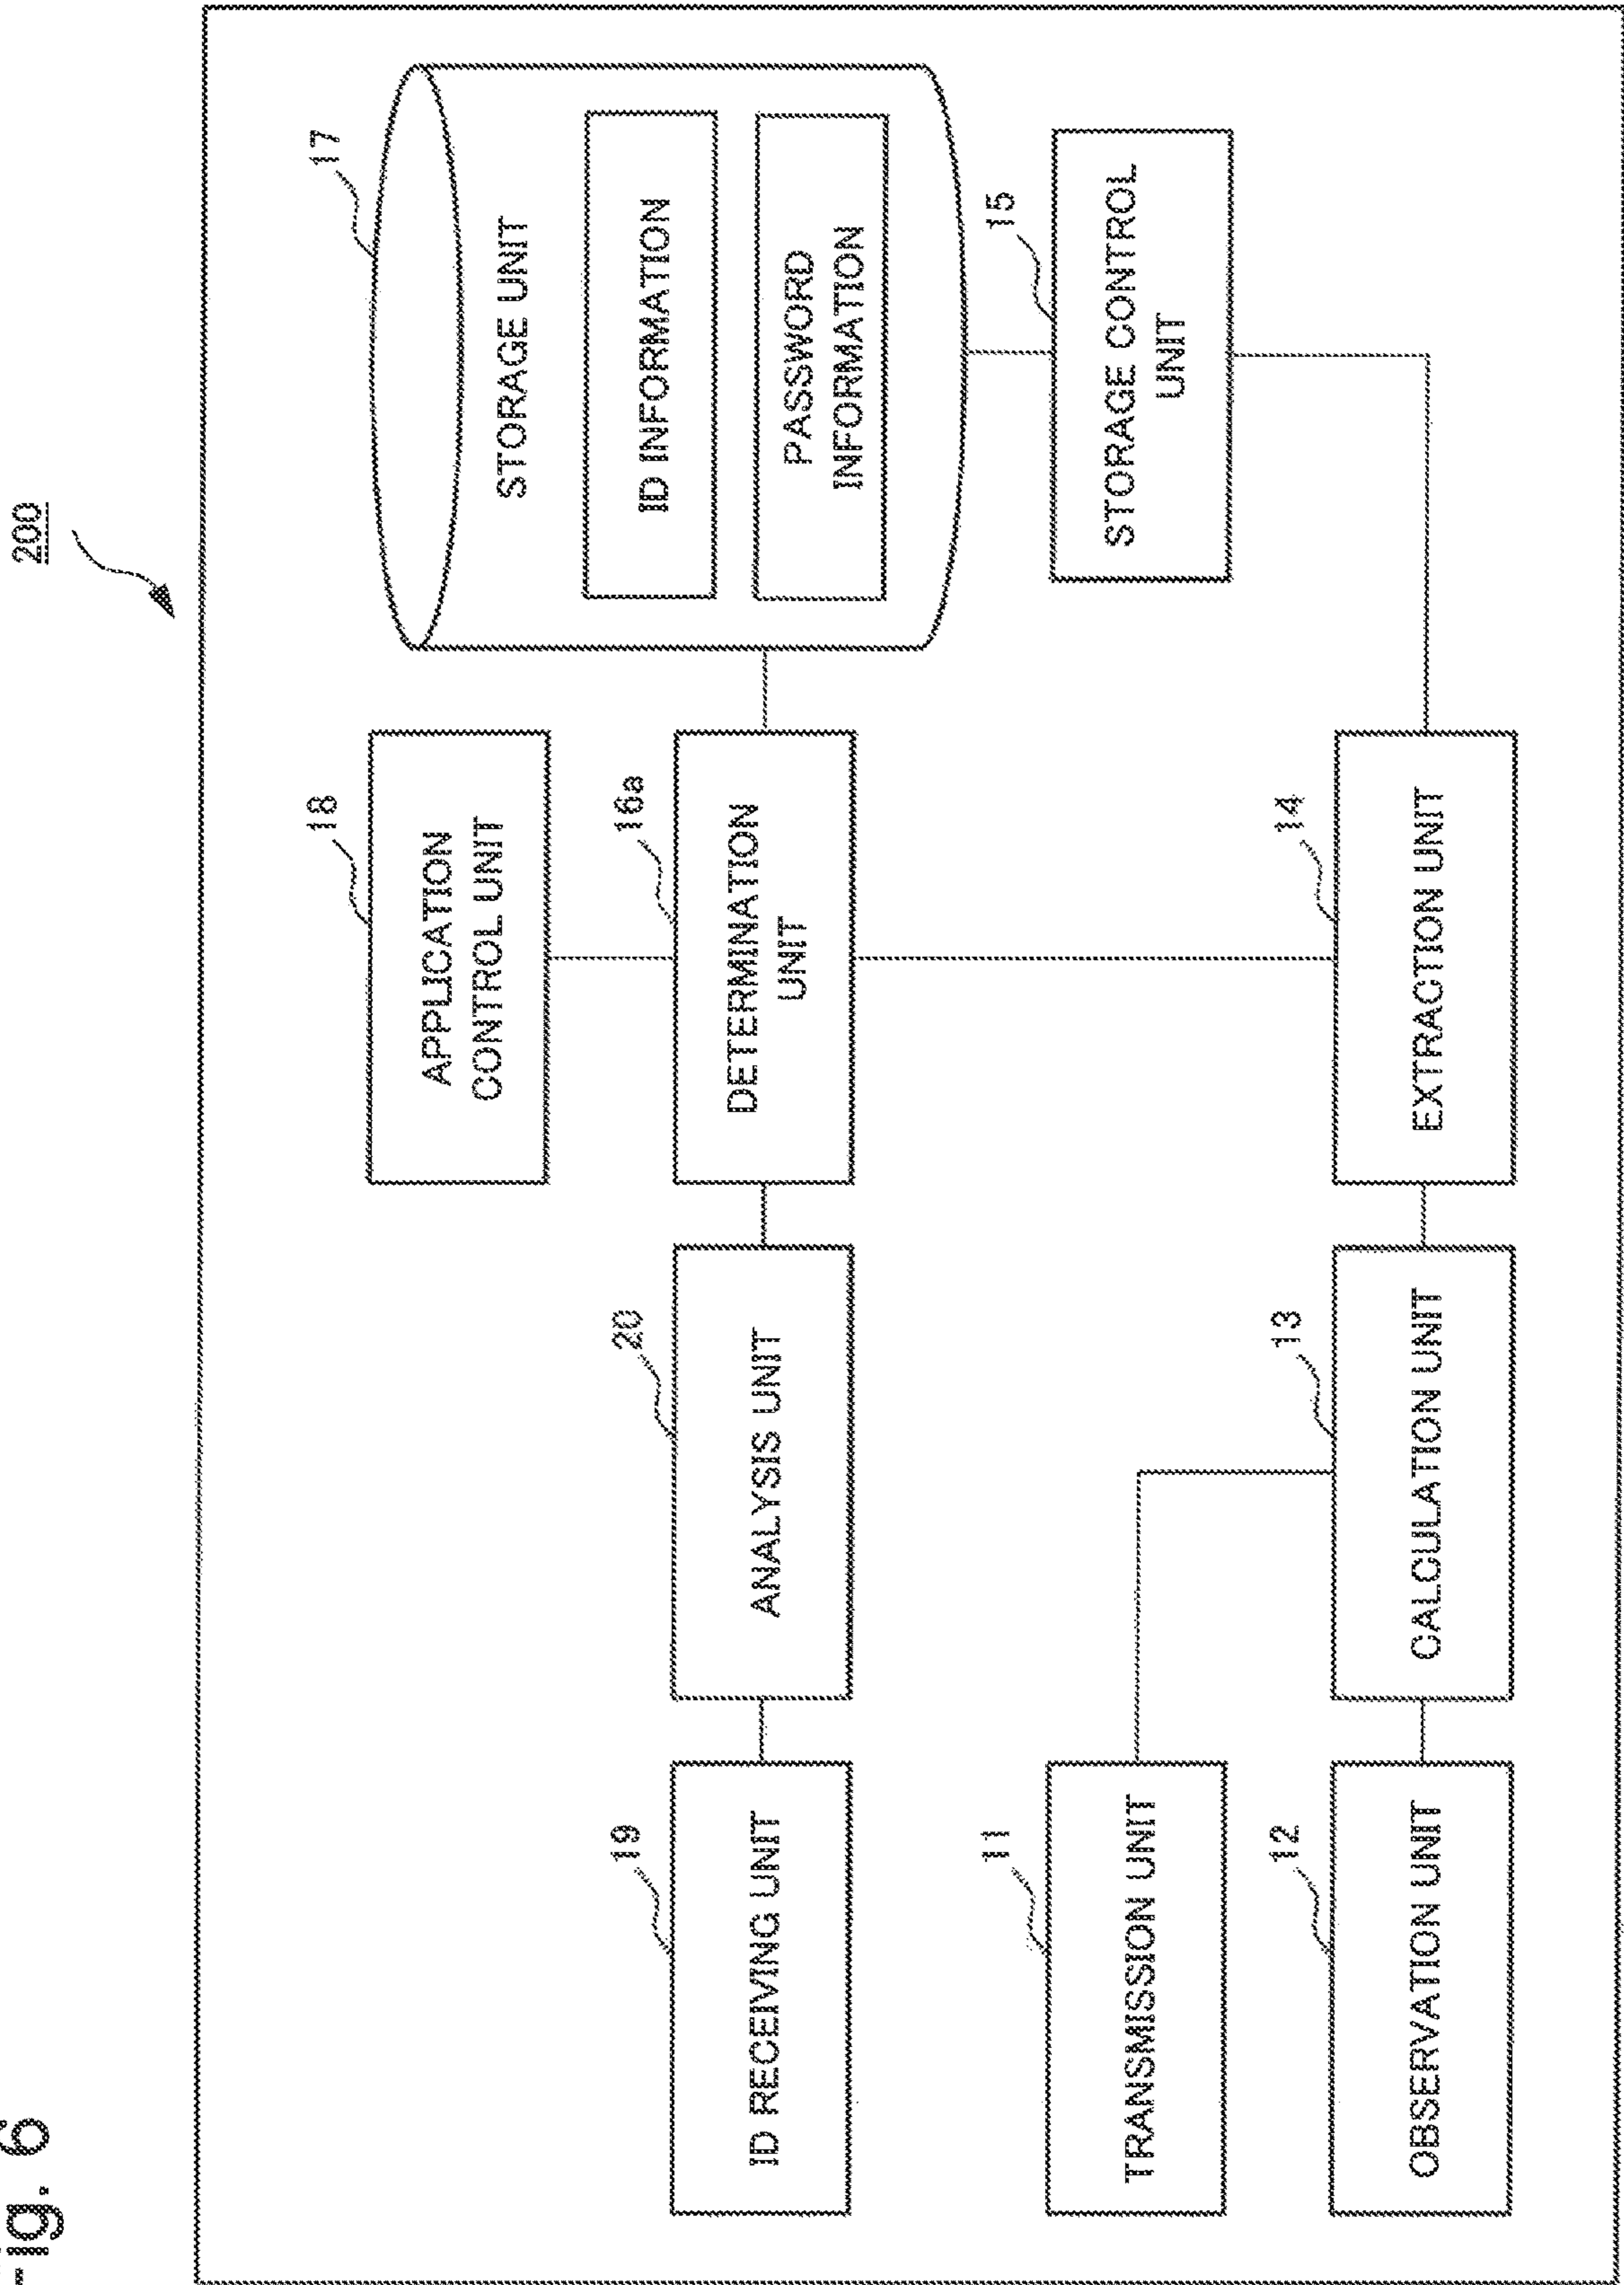 Fig. 6
200
17
STORAGE UNIT
ID INFORMATION
PASSWORD
INFORMATION
18
APPLICATION
CONTROL UNIT
19
ID RECEIVING UNIT
20
ANALYSIS UNIT
16a
DETERMINATION
UNIT
15
STORAGE CONTROL
UNIT
11
TRANSMISSION UNIT
12
OBSERVATION UNIT
13
CALCULATION UNIT
14
EXTRACTION UNIT